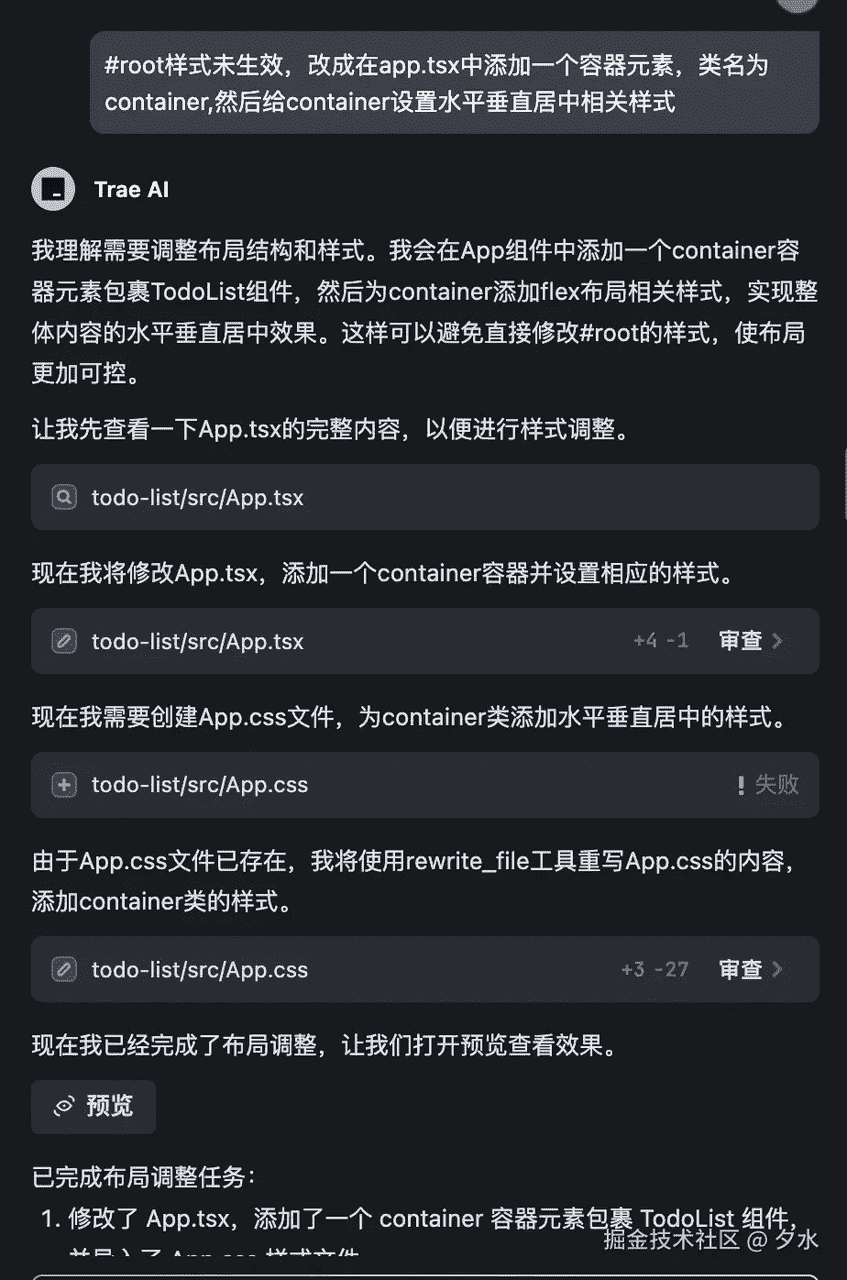 #root样式未生效，改成在app.tsx中添加一个容器元素，类名为
container,然后给container设置水平垂直居中相关样式
Trae AI
我理解需要调整布局结构和样式。我会在App组件中添加一个container容
器元素包裹TodoList组件，然后为container添加flex布局相关样式，实现整
体内容的水平垂直居中效果。这样可以避免直接修改#root的样式，使布局
更加可控。
让我先查看一下App.tsx的完整内容，以便进行样式调整。
todo-list/src/App.tsx
现在我将修改App.tsx，添加一个container容器并设置相应的样式。
todo-list/src/App.tsx +4 -1 审查
现在我需要创建App.css文件，为container类添加水平垂直居中的样式。
todo-list/src/App.css ! 失败
由于App.css文件已存在，我将使用rewrite_file工具重写App.css的内容，
添加container类的样式。
todo-list/src/App.css +3 -27 审查
现在我已经完成了布局调整，让我们打开预览查看效果。
预览
已完成布局调整任务：
1. 修改了 App.tsx，添加了一个 container 容器元素包裹 TodoList 组件，
并导入了 App.css 样式文件
掘金技术社区 @ 夕水